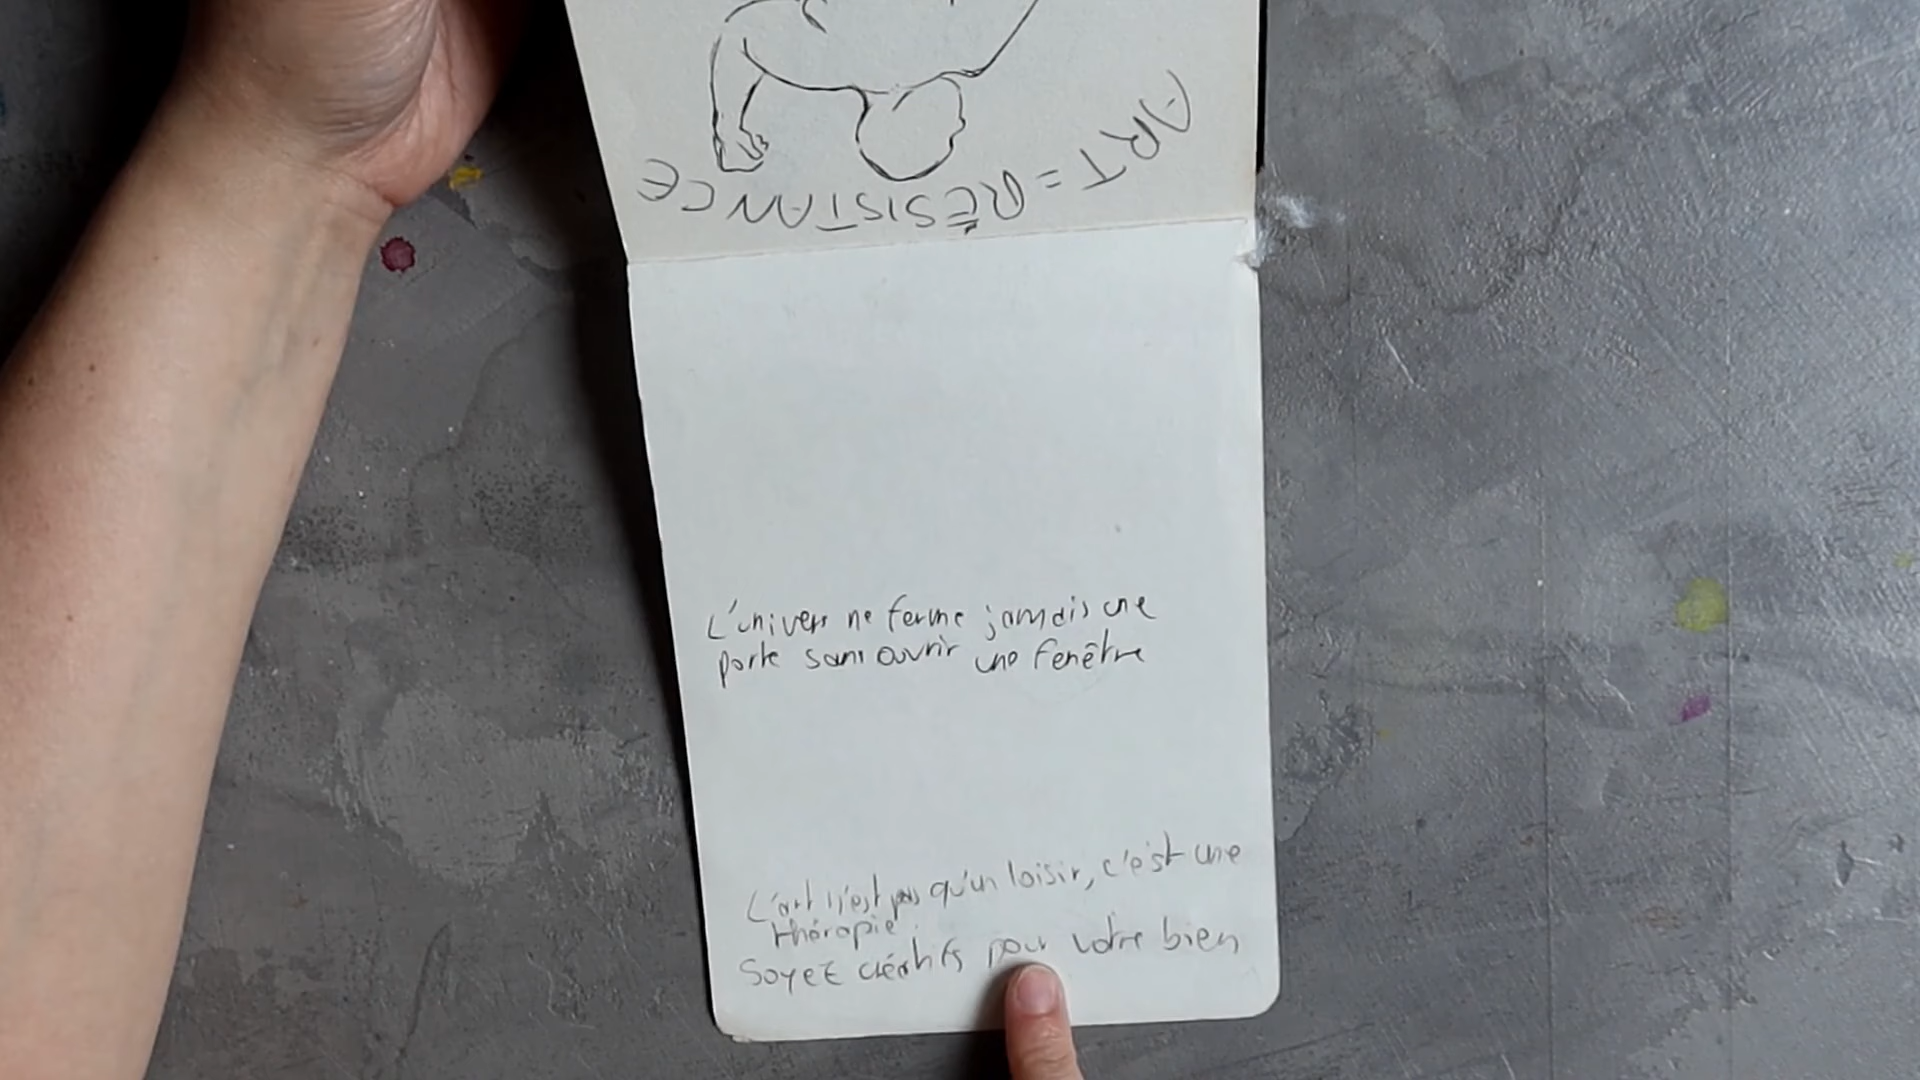 ART = RÉSISTANCE
L'univers ne ferme jamais une
porte sans ouvrir une fenêtre
L'art n'est pas qu'un loisir, c'est une
thérapie.
Soyez créatifs pour votre bien